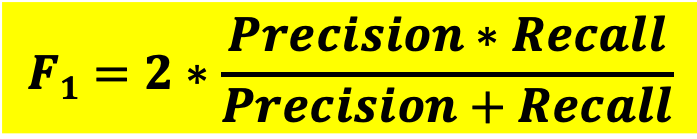 Precision * Recall
F₁ = 2 *
Precision + Recall